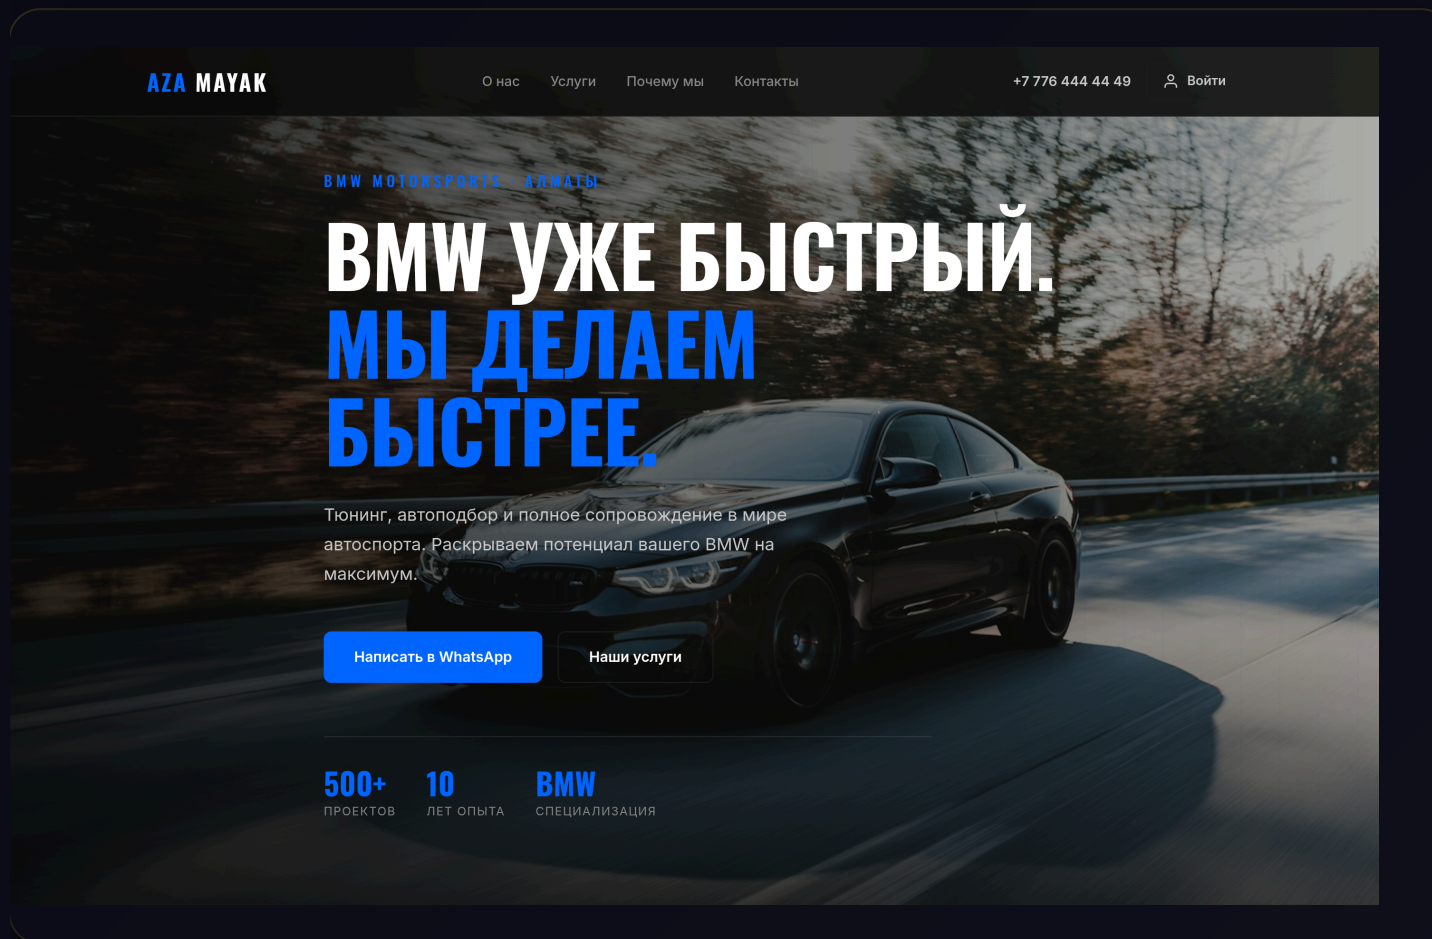 AZA MAYAK
О нас
Услуги
Почему мы
Контакты
+7 776 444 44 49
Войти
BMW MOTORSPORTS · АЛМАТЫ
BMW УЖЕ БЫСТРЫЙ.
МЫ ДЕЛАЕМ
БЫСТРЕЕ.
Тюнинг, автоподбор и полное сопровождение в мире
автоспорта. Раскрываем потенциал вашего BMW на
максимум.
Написать в WhatsApp
Наши услуги
500+
ПРОЕКТОВ
10
ЛЕТ ОПЫТА
BMW
СПЕЦИАЛИЗАЦИЯ